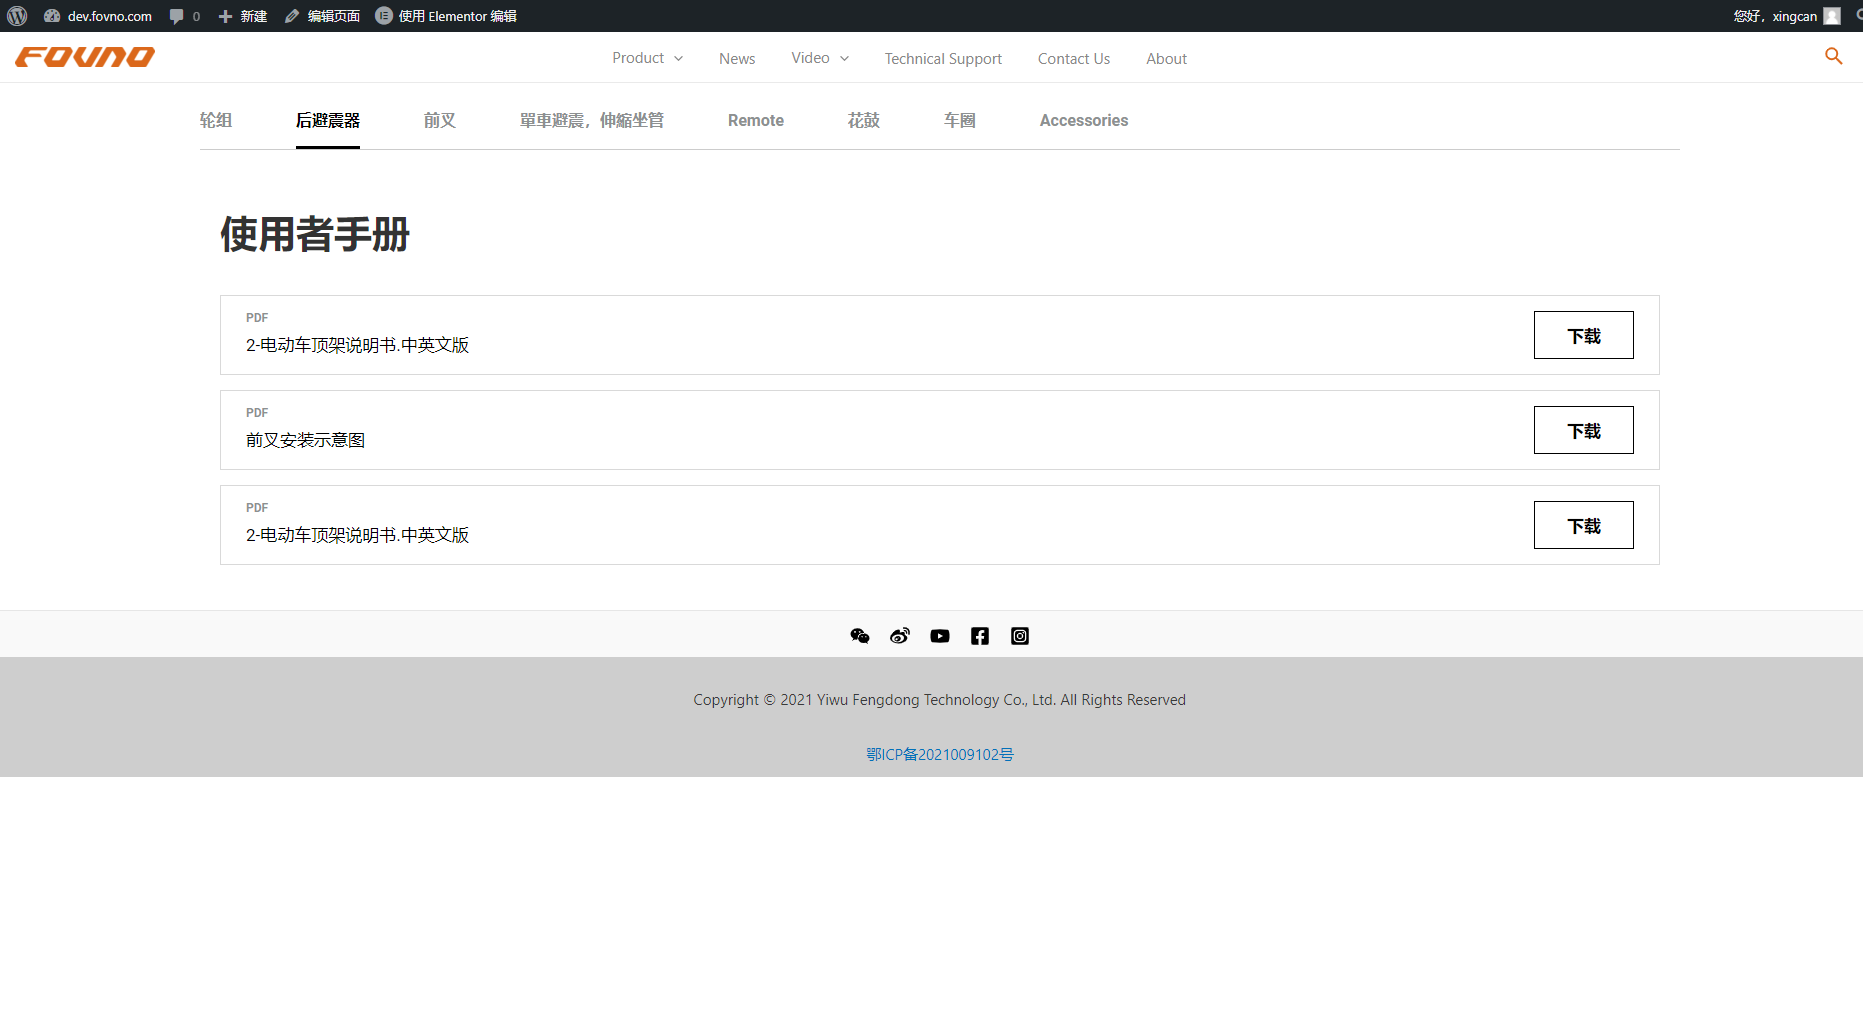 dev.fovno.com 0 新建 编辑页面 使用 Elementor 编辑 您好，xingcan
FOVNO Product News Video Technical Support Contact Us About
轮组 后避震器 前叉 單車避震，伸縮坐管 Remote 花鼓 车圈 Accessories
使用者手册
PDF
2-电动车顶架说明书.中英文版
下载
PDF
前叉安装示意图
下载
PDF
2-电动车顶架说明书.中英文版
下载
Copyright © 2021 Yiwu Fengdong Technology Co., Ltd. All Rights Reserved
鄂ICP备2021009102号